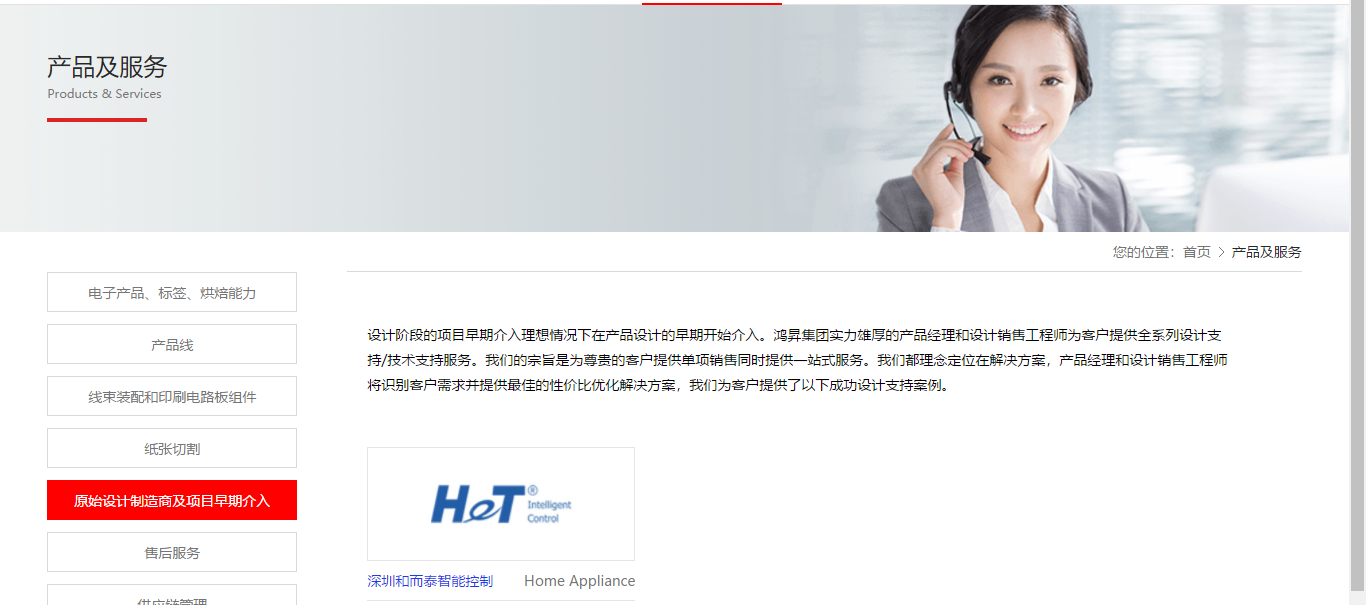 产品及服务
Products & Services
您的位置：首页 > 产品及服务
电子产品、标签、烘焙能力
产品线
线束装配和印刷电路板组件
纸张切割
原始设计制造商及项目早期介入
售后服务
供应链管理
设计阶段的项目早期介入理想情况下在产品设计的早期开始介入。鸿昇集团实力雄厚的产品经理和设计销售工程师为客户提供全系列设计支
持/技术支持服务。我们的宗旨是为尊贵的客户提供单项销售同时提供一站式服务。我们都理念定位在解决方案，产品经理和设计销售工程师
将识别客户需求并提供最佳的性价比优化解决方案，我们为客户提供了以下成功设计支持案例。
HeT® Intelligent
Control
深圳和而泰智能控制 Home Appliance